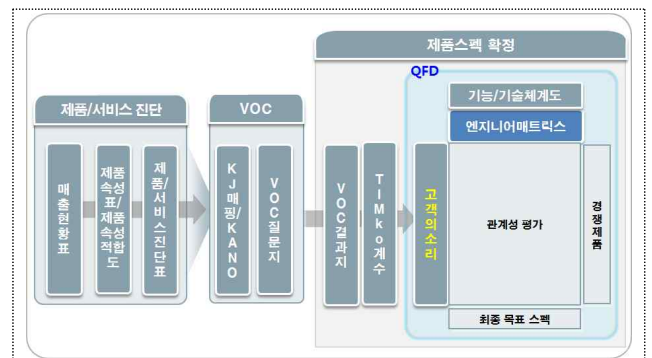 제품스펙 확정
QFD
기능/기술체계도
제품/서비스 진단
VOC
엔지니어매트릭스
매출현황표
제품
속성
표/제품
속성
적합
도
제품/서비스진단표
KJ매핑/KANO
VOC질문지
VOC결과지
TIMko계수
고객의소리
관계성 평가
경쟁제품
최종 목표 스펙